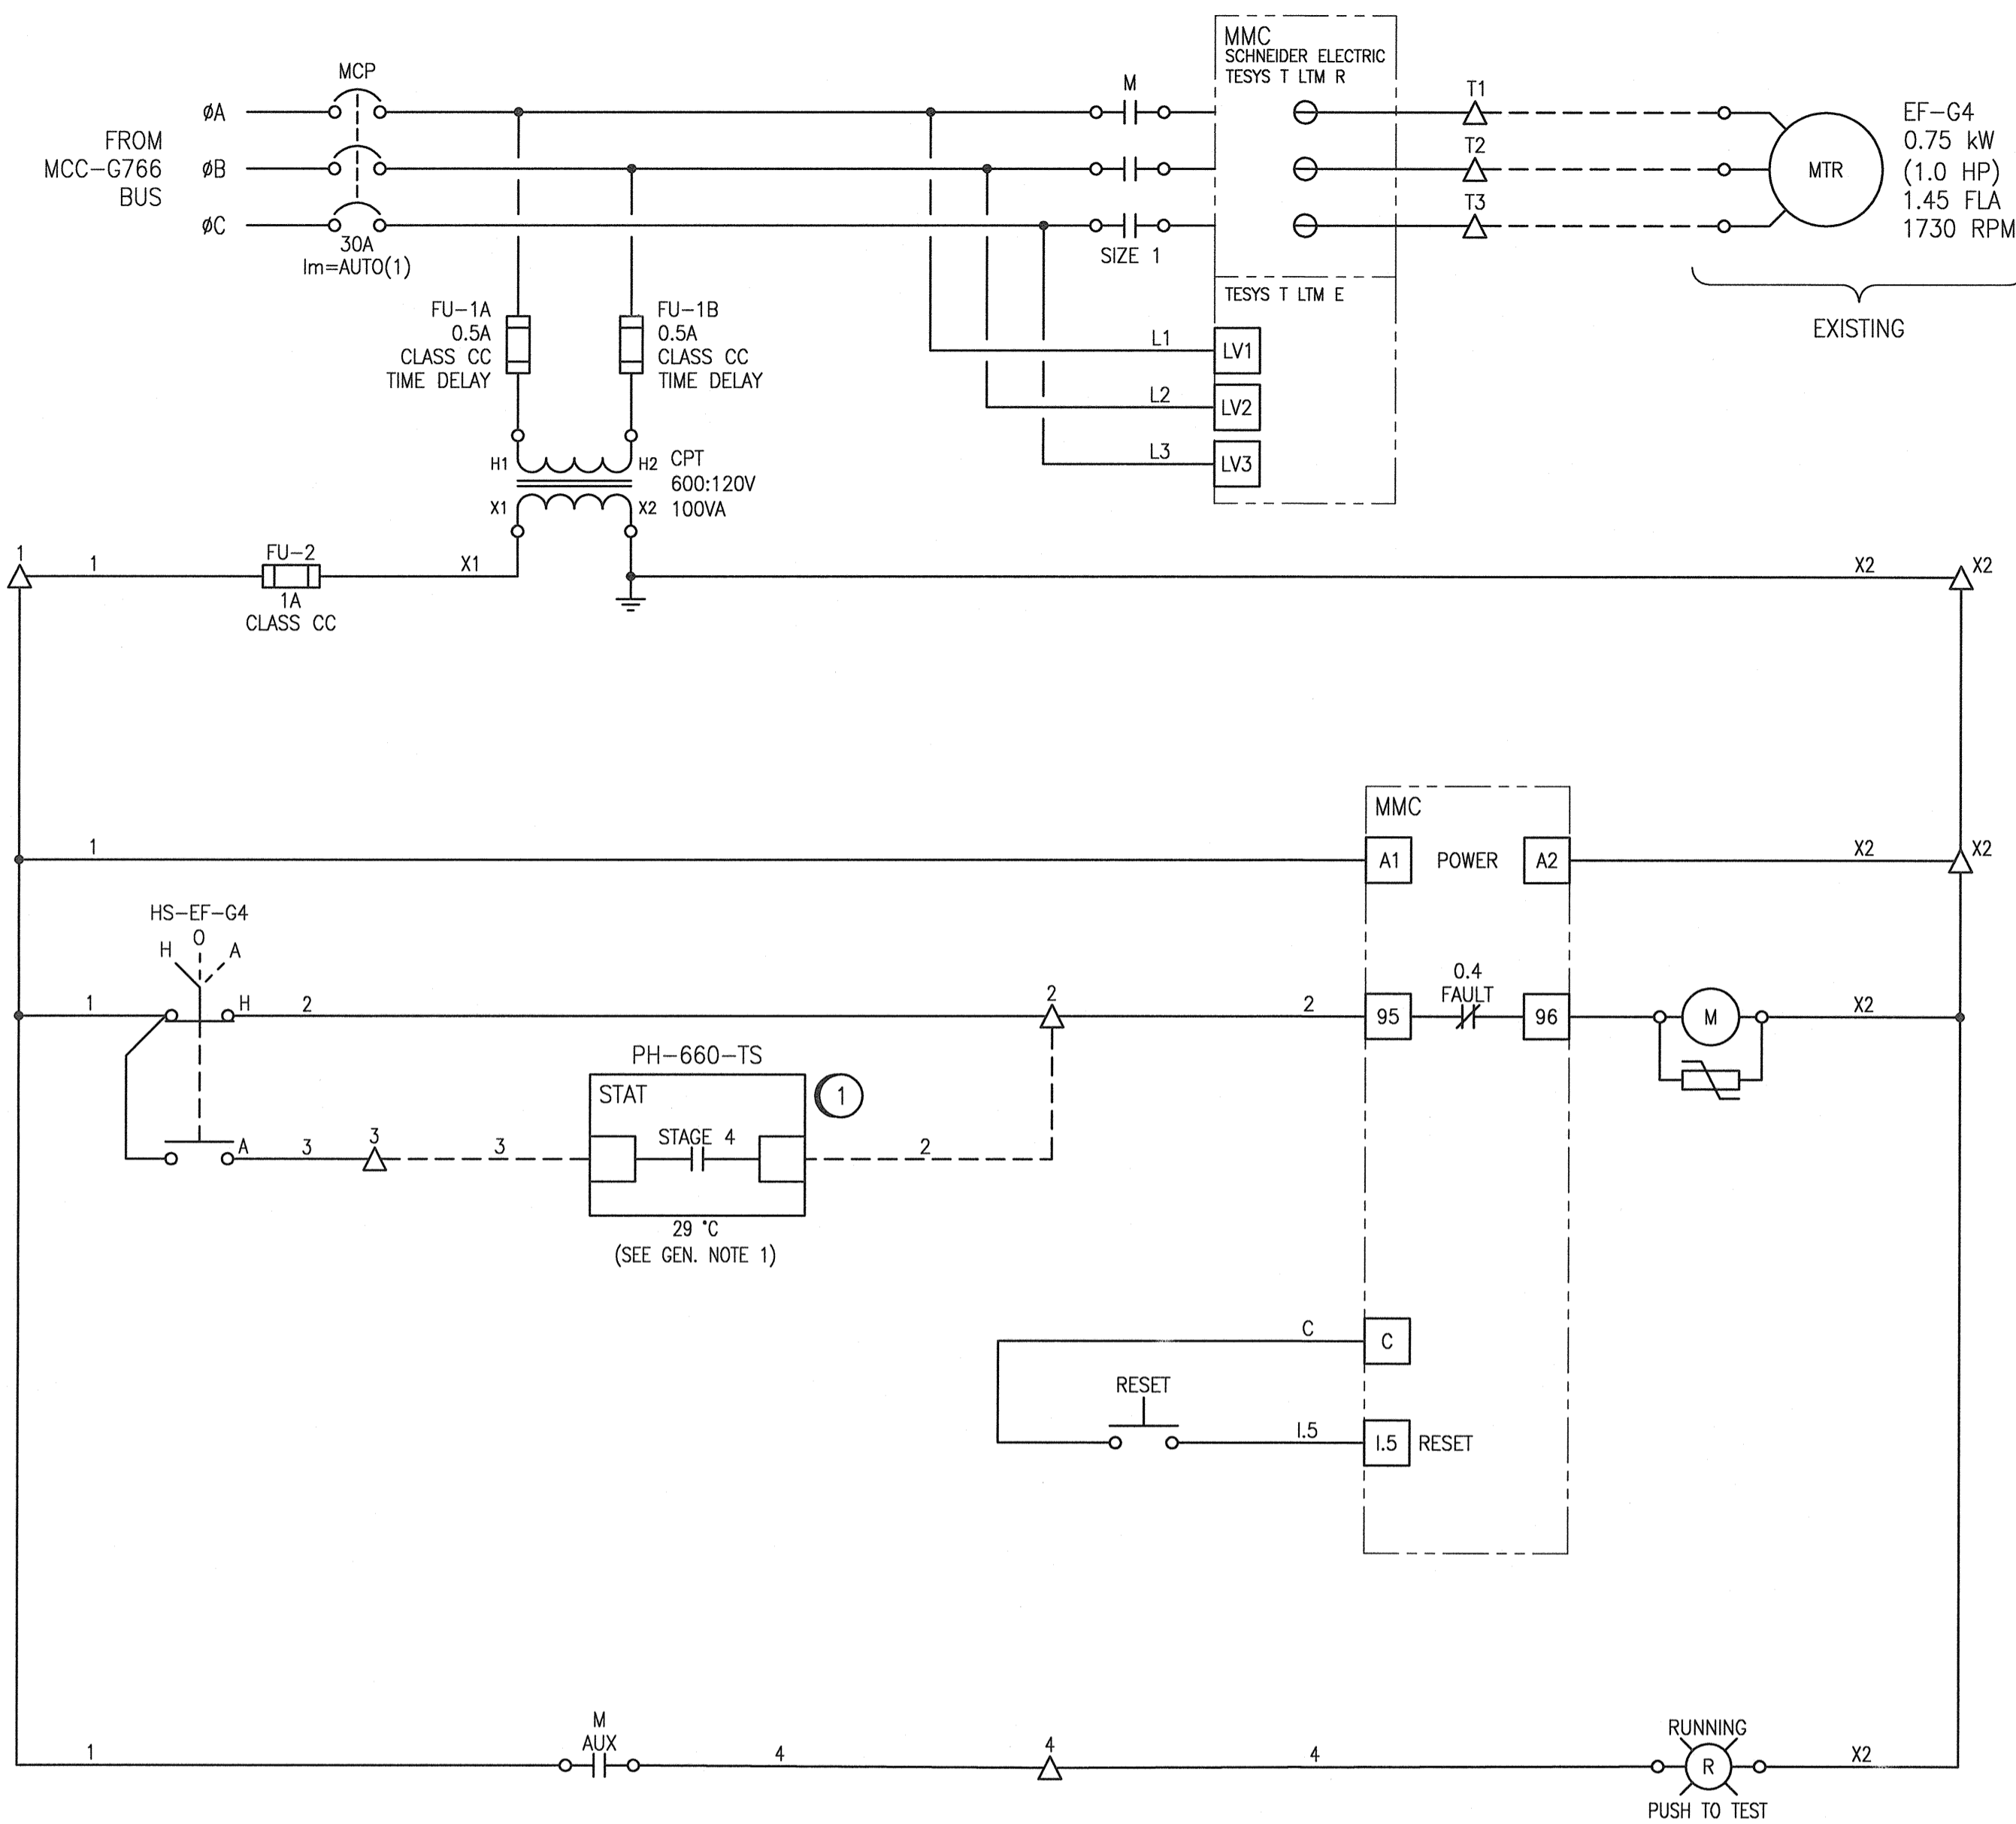 MMC
SCHNEIDER ELECTRIC
TESYS T LTM R
MCP
M
T1
T2
T3
FROM
MCC-G766
BUS
øA
øB
øC
30A
Im=AUTO(1)
SIZE 1
MTR
EF-G4
0.75 kW
(1.0 HP)
1.45 FLA
1730 RPM
EXISTING
TESYS T LTM E
L1
LV1
L2
LV2
L3
LV3
FU-1A
0.5A
CLASS CC
TIME DELAY
FU-1B
0.5A
CLASS CC
TIME DELAY
H1
H2
X1
X2
CPT
600:120V
100VA
1
1
FU-2
1A
CLASS CC
X1
X2
X2
MMC
1
A1
POWER
A2
X2
X2
HS-EF-G4
H
O
A
1
H
2
2
2
95
0.4
FAULT
96
M
X2
PH-660-TS
STAT
1
A
3
3
3
STAGE 4
2
29 °C
(SEE GEN. NOTE 1)
C
C
RESET
I.5
I.5
RESET
1
M
AUX
4
4
4
RUNNING
R
X2
PUSH TO TEST